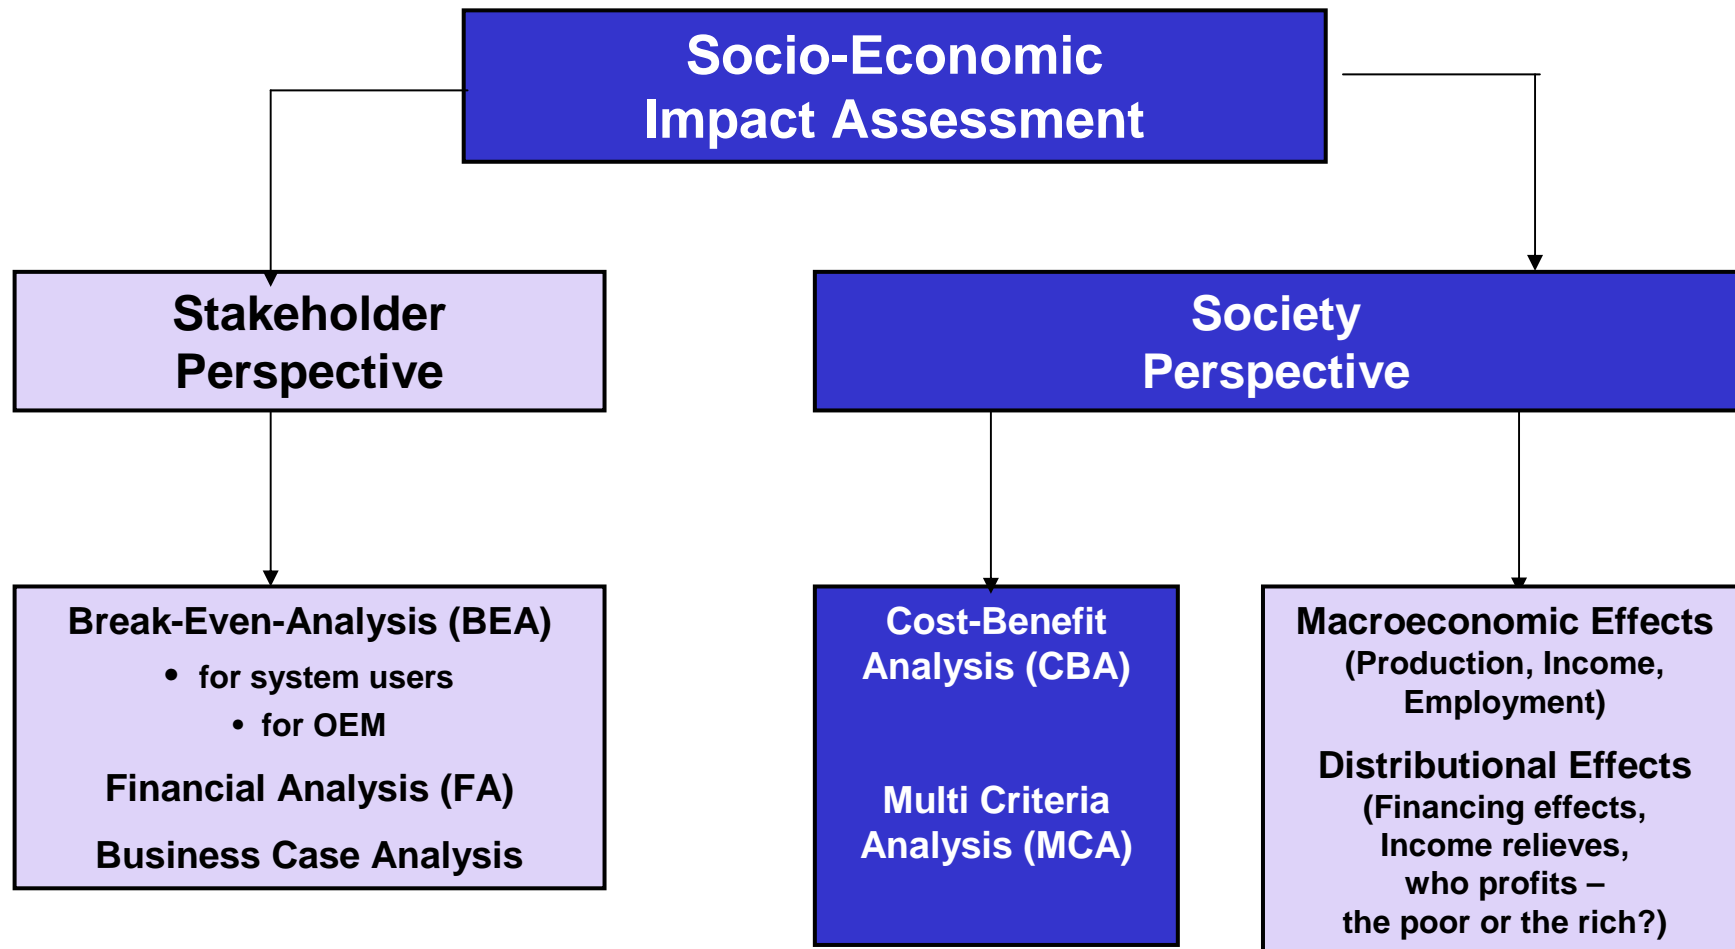 Socio-Economic
Impact Assessment
Stakeholder
Perspective
Society
Perspective
Break-Even-Analysis (BEA)
• for system users
• for OEM
Financial Analysis (FA)
Business Case Analysis
Cost-Benefit
Analysis (CBA)
Multi Criteria
Analysis (MCA)
Macroeconomic Effects
(Production, Income,
Employment)
Distributional Effects
(Financing effects,
Income relieves,
who profits –
the poor or the rich?)